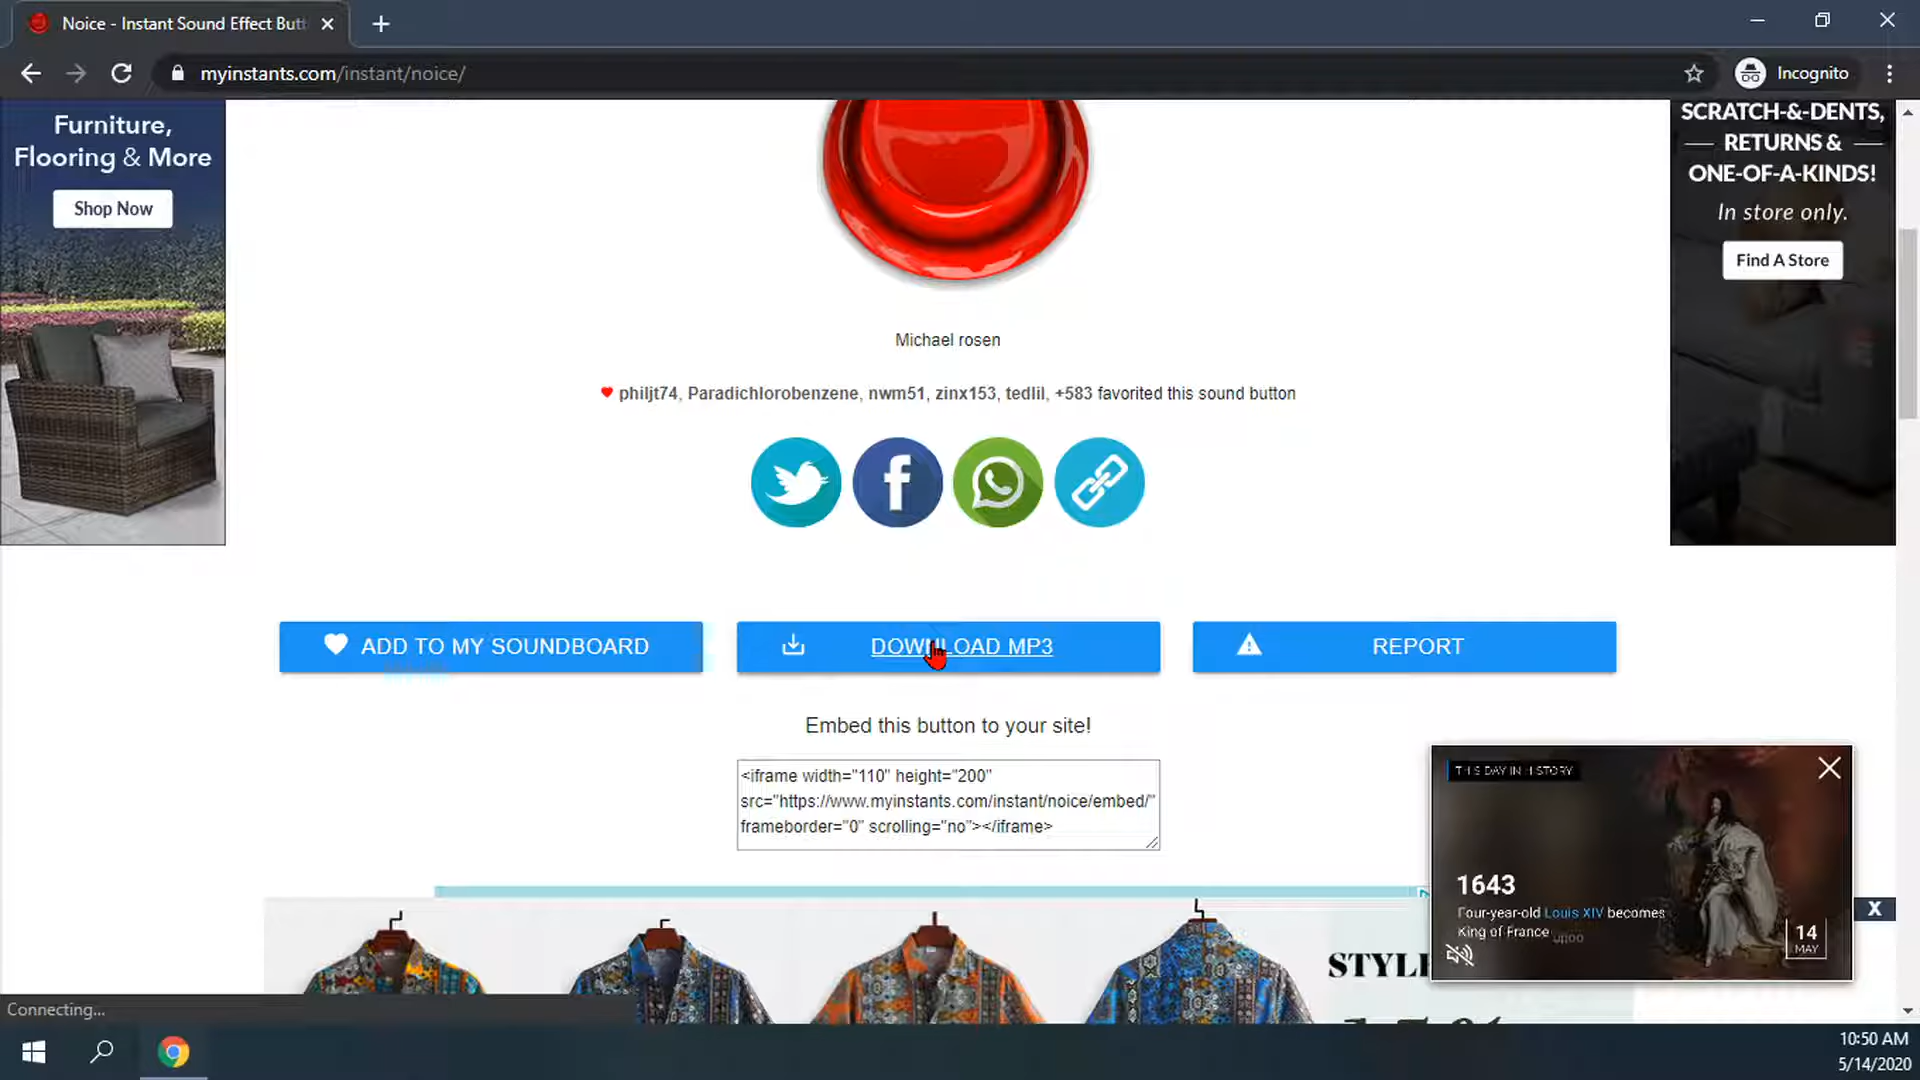 Noice - Instant Sound Effect Butt
myinstants.com/instant/noice/
Incognito
Furniture,
Flooring & More
Shop Now
SCRATCH-&-DENTS,
RETURNS &
ONE-OF-A-KINDS!
In store only.
Find A Store
Michael rosen
philjt74, Paradichlorobenzene, nwm51, zinx153, tedlil, +583 favorited this sound button
ADD TO MY SOUNDBOARD
DOWNLOAD MP3
REPORT
Embed this button to your site!
<iframe width="110" height="200"
src="https://www.myinstants.com/instant/noice/embed/"
frameborder="0" scrolling="no"></iframe>
THIS DAY IN HISTORY
1643
Four-year-old Louis XIV becomes
King of France
14
MAY
X
STYL
Connecting...
10:50 AM
5/14/2020